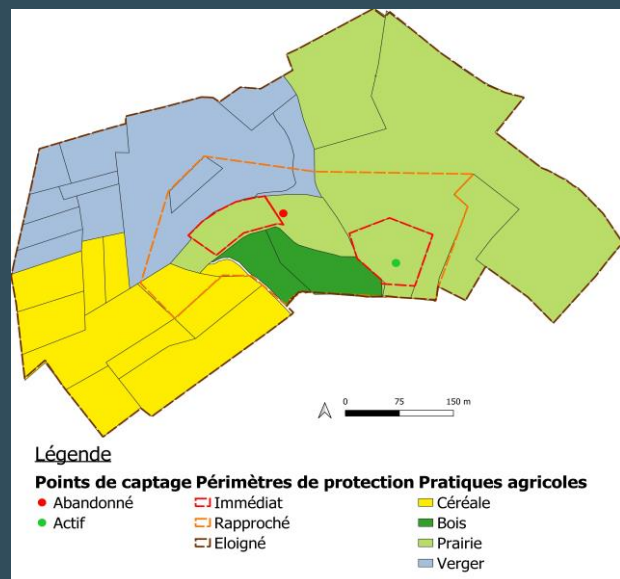 0 75 150 m
Légende
Points de captage Périmètres de protection Pratiques agricoles
Abandonné Immédiat Céréale
Actif Rapproché Bois
Eloigné Prairie
Verger